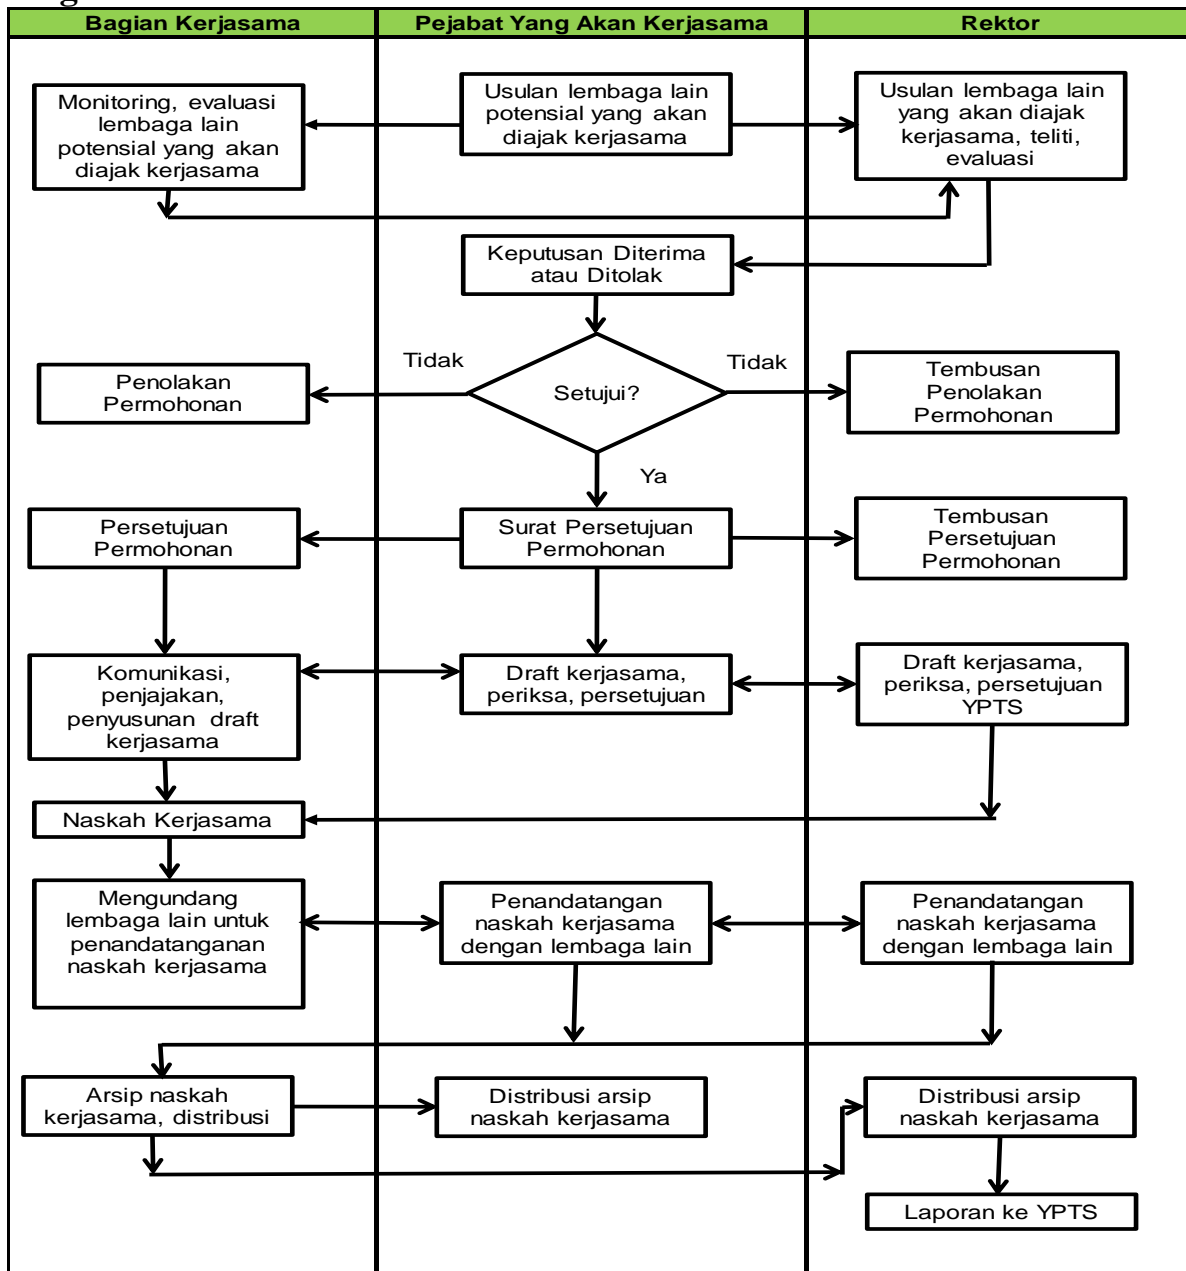 Bagian Kerjasama
Pejabat Yang Akan Kerjasama
Rektor
Monitoring, evaluasi
lembaga lain
potensial yang akan
diajak kerjasama
Usulan lembaga lain
potensial yang akan
diajak kerjasama
Usulan lembaga lain
yang akan diajak
kerjasama, teliti,
evaluasi
Keputusan Diterima
atau Ditolak
Tidak
Tidak
Penolakan
Permohonan
Setujui?
Tembusan
Penolakan
Permohonan
Ya
Persetujuan
Permohonan
Surat Persetujuan
Permohonan
Tembusan
Persetujuan
Permohonan
Komunikasi,
penjajakan,
penyusunan draft
kerjasama
Draft kerjasama,
periksa, persetujuan
Draft kerjasama,
periksa, persetujuan
YPTS
Naskah Kerjasama
Mengundang
lembaga lain untuk
penandatanganan
naskah kerjasama
Penandatangan
naskah kerjasama
dengan lembaga lain
Penandatangan
naskah kerjasama
dengan lembaga lain
Arsip naskah
kerjasama, distribusi
Distribusi arsip
naskah kerjasama
Distribusi arsip
naskah kerjasama
Laporan ke YPTS